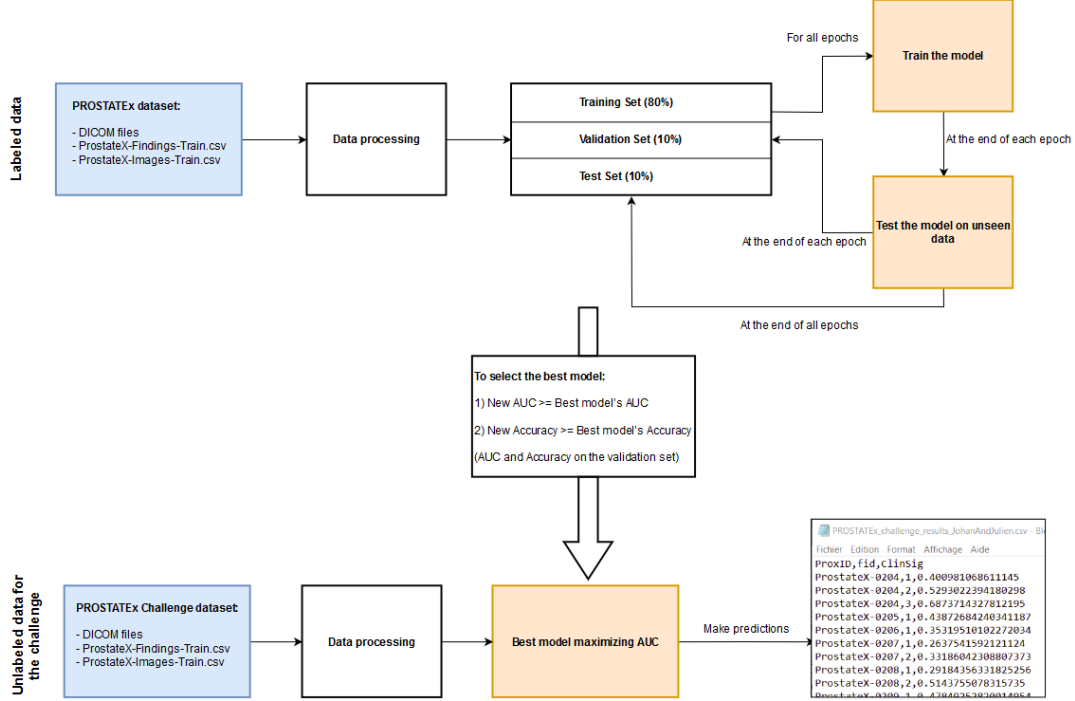 Labeled data
PROSTATEx dataset:
- DICOM files
- ProstateX-Findings-Train.csv
- ProstateX-Images-Train.csv
Data processing
Training Set (80%)
Validation Set (10%)
Test Set (10%)
For all epochs
Train the model
At the end of each epoch
Test the model on unseen
data
At the end of each epoch
At the end of all epochs
To select the best model:
1) New AUC >= Best model's AUC
2) New Accuracy >= Best model's Accuracy
(AUC and Accuracy on the validation set)
Unlabeled data for
the challenge
PROSTATEx Challenge dataset:
- DICOM files
- ProstateX-Findings-Train.csv
- ProstateX-Images-Train.csv
Data processing
Best model maximizing AUC
Make predictions
PROSTATEx_challenge_results_JohanAndJulien.csv - Bl
Fichier Edition Format Affichage Aide
ProxID,fid,ClinSig
ProstateX-0204,1,0.400981068611145
ProstateX-0204,2,0.5293022394180298
ProstateX-0204,3,0.6873714327812195
ProstateX-0205,1,0.43872684240341187
ProstateX-0206,1,0.35319510102272034
ProstateX-0207,1,0.2637541592121124
ProstateX-0207,2,0.33186042308807373
ProstateX-0208,1,0.29184356331825256
ProstateX-0208,2,0.5143755078315735